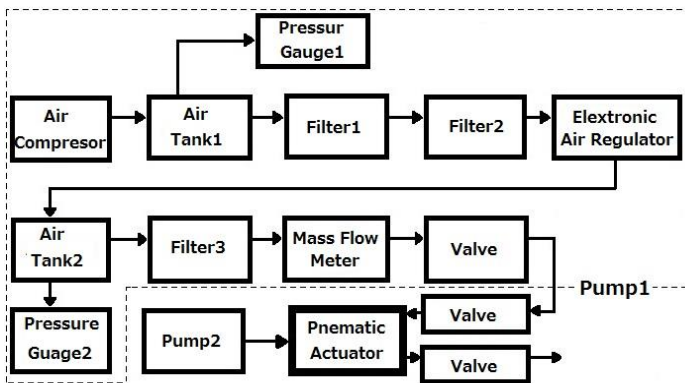 Pressur
Gauge1
Air
Compresor
Air
Tank1
Filter1
Filter2
Elextronic
Air Regulator
Air
Tank2
Filter3
Mass Flow
Meter
Valve
Pump1
Pressure
Guage2
Pump2
Pnematic
Actuator
Valve
Valve